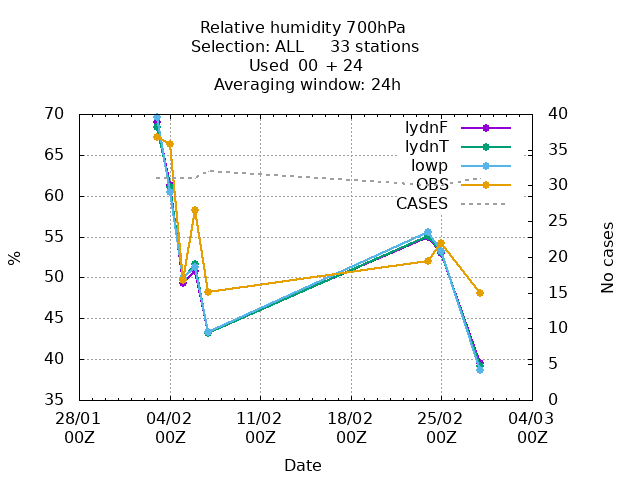 Relative humidity 700hPa
Selection: ALL 33 stations
Used 00 + 24
Averaging window: 24h
70
65
60
55
50
45
40
35
%
40
35
30
25
20
15
10
5
0
No cases
lydnF
lydnT
lowp
OBS
CASES
28/01 04/02 11/02 18/02 25/02 04/03
00Z 00Z 00Z 00Z 00Z 00Z
Date